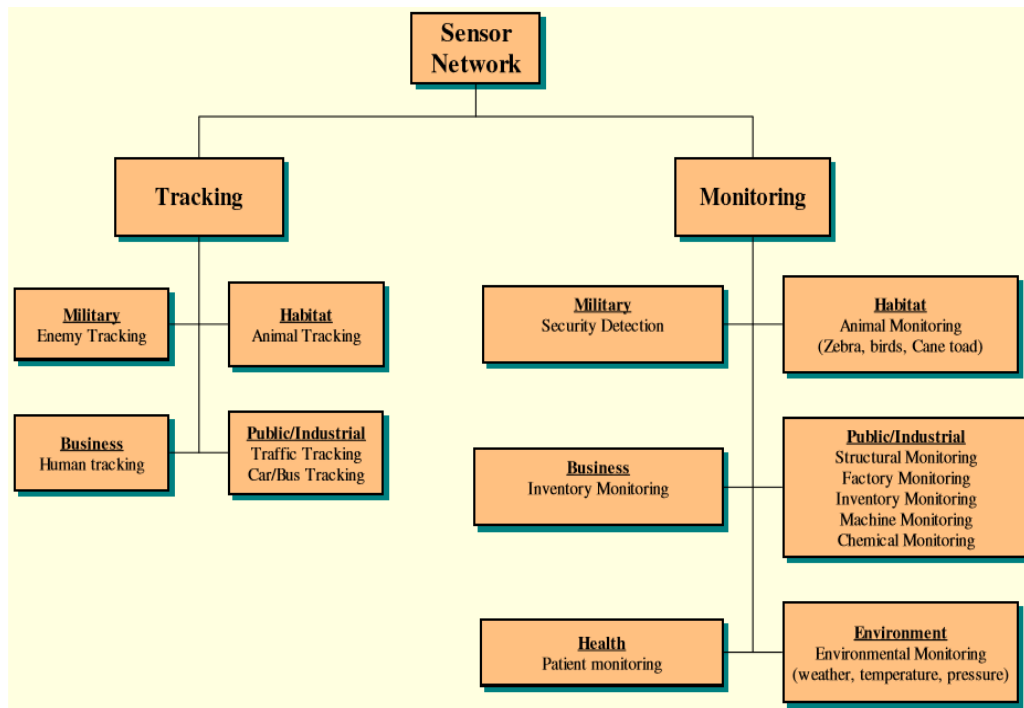 Sensor
Network
Tracking
Monitoring
Military
Enemy Tracking
Habitat
Animal Tracking
Business
Human tracking
Public/Industrial
Traffic Tracking
Car/Bus Tracking
Military
Security Detection
Habitat
Animal Monitoring
(Zebra, birds, Cane toad)
Business
Inventory Monitoring
Public/Industrial
Structural Monitoring
Factory Monitoring
Inventory Monitoring
Machine Monitoring
Chemical Monitoring
Health
Patient monitoring
Environment
Environmental Monitoring
(weather, temperature, pressure)